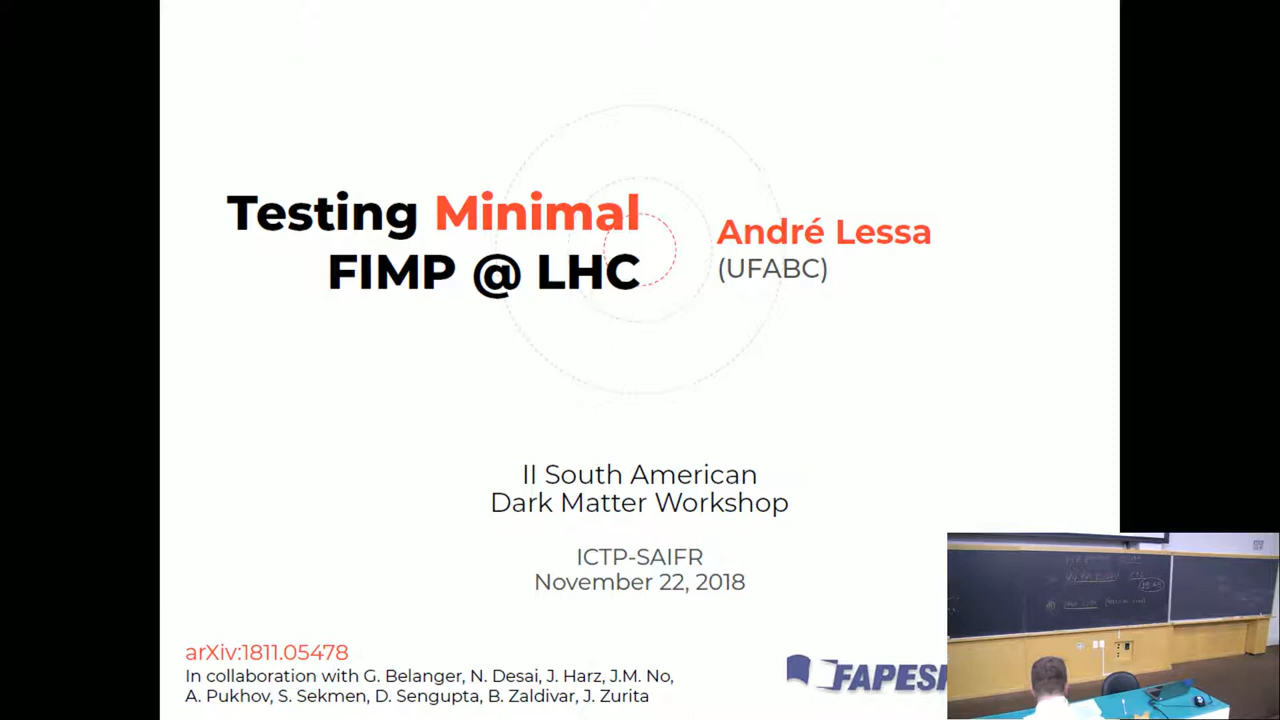 Testing Minimal
FIMP @ LHC
André Lessa
(UFABC)
II South American
Dark Matter Workshop
ICTP-SAIFR
November 22, 2018
arXiv:1811.05478
In collaboration with G. Belanger, N. Desai, J. Harz, J.M. No,
A. Pukhov, S. Sekmen, D. Sengupta, B. Zaldivar, J. Zurita
FAPESP